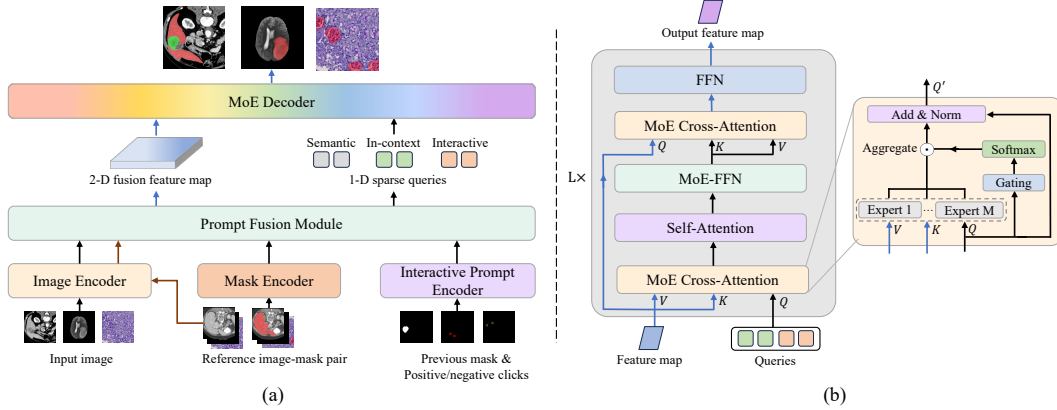 MoE Decoder
Semantic
In-context
Interactive
2-D fusion feature map
1-D sparse queries
Prompt Fusion Module
Image Encoder
Mask Encoder
Interactive Prompt
Encoder
Input image
Reference image-mask pair
Previous mask &
Positive/negative clicks
(a)
Output feature map
FFN
MoE Cross-Attention
Q
K
V
L×
MoE-FFN
Self-Attention
MoE Cross-Attention
V
K
Q
Feature map
Queries
Q′
Add & Norm
Aggregate
Softmax
Gating
Expert 1 ··· Expert M
V
K
Q
(b)